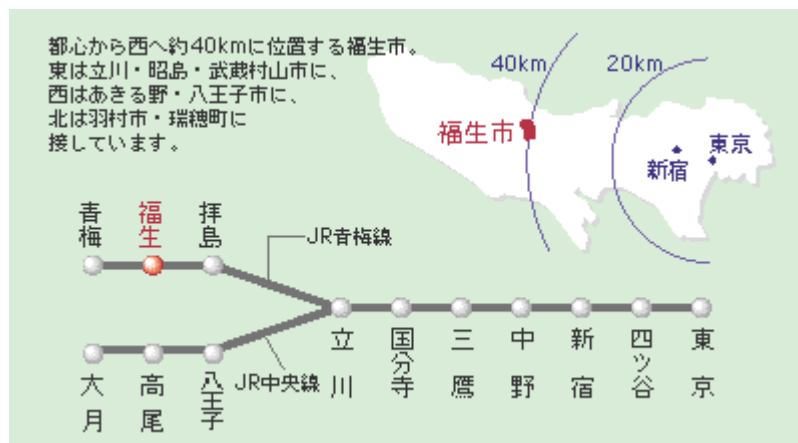 都心から西へ約40kmに位置する福生市。
東は立川・昭島・武蔵村山市に、
西はあきる野・八王子市に、
北は羽村市・瑞穂町に
接しています。
40km
20km
福生市
新宿
東京
青梅
福生
拝島
JR青梅線
立川
国分寺
三鷹
中野
新宿
四ツ谷
東京
大月
高尾
八王子
JR中央線